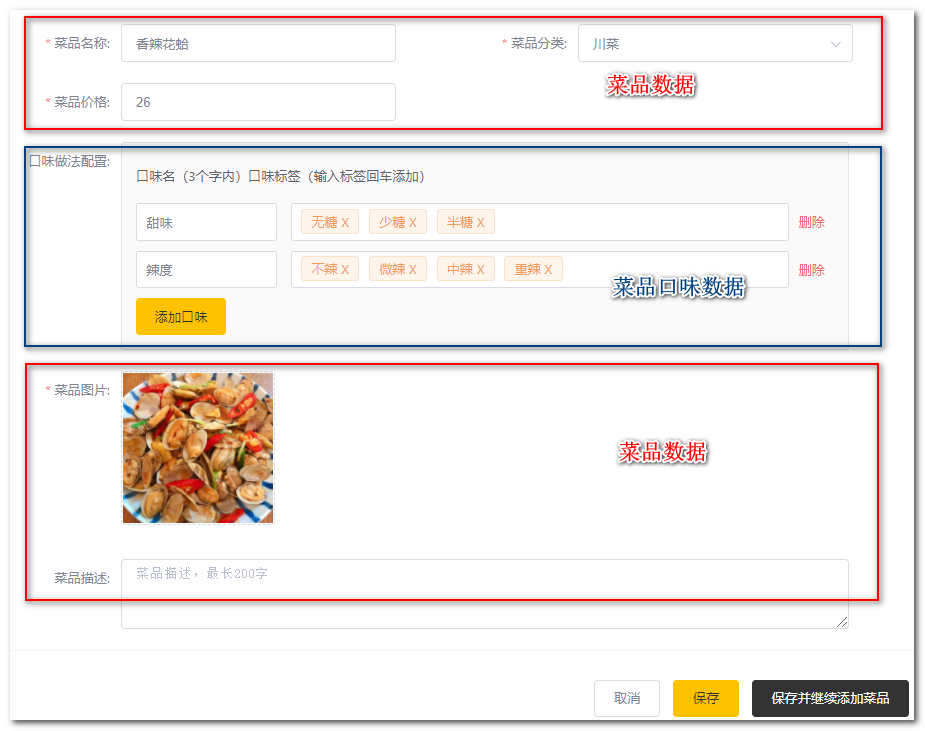 * 菜品名称: 香辣花蛤 * 菜品分类: 川菜
菜品数据
* 菜品价格: 26
口味做法配置:
口味名（3个字内）口味标签（输入标签回车添加）
甜味 无糖 X 少糖 X 半糖 X 删除
辣度 不辣 X 微辣 X 中辣 X 重辣 X 删除
菜品口味数据
添加口味
* 菜品图片:
菜品数据
菜品描述: 菜品描述，最长200字
取消 保存 保存并继续添加菜品